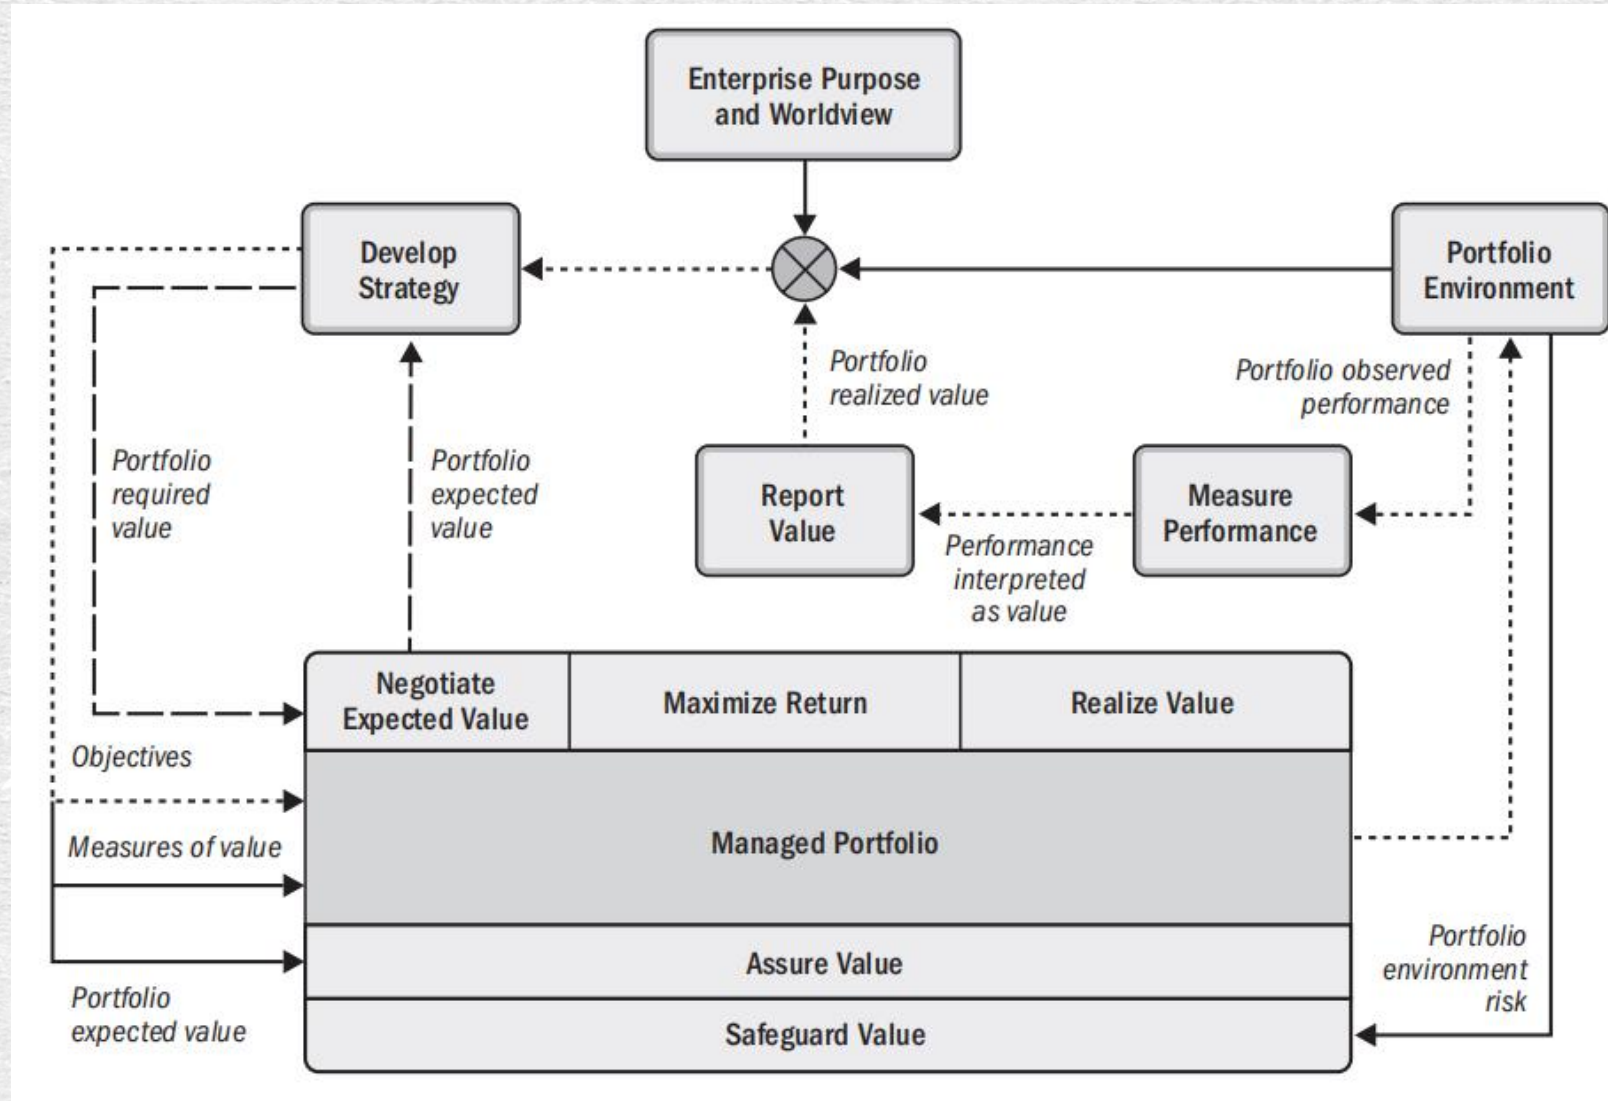 Enterprise Purpose
and Worldview
Develop
Strategy
Portfolio
Environment
Portfolio
realized value
Portfolio observed
performance
Portfolio
required
value
Portfolio
expected
value
Report
Value
Measure
Performance
Performance
interpreted
as value
Negotiate
Expected Value
Maximize Return
Realize Value
Objectives
Measures of value
Managed Portfolio
Portfolio
expected value
Assure Value
Safeguard Value
Portfolio
environment
risk